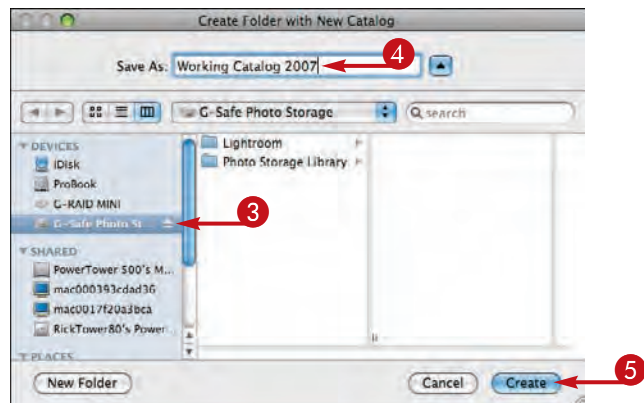 Create Folder with New Catalog
Save As: Working Catalog 2007 4
G-Safe Photo Storage search
DEVICES
iDisk
ProBook
G-RAID MINI
G-Safe Photo St 3
SHARED
PowerTower 500's M...
mac000393cdad36
mac0017f20a3bca
RickTower80's Power
PLACES
Lightroom
Photo Storage Library
New Folder Cancel Create 5